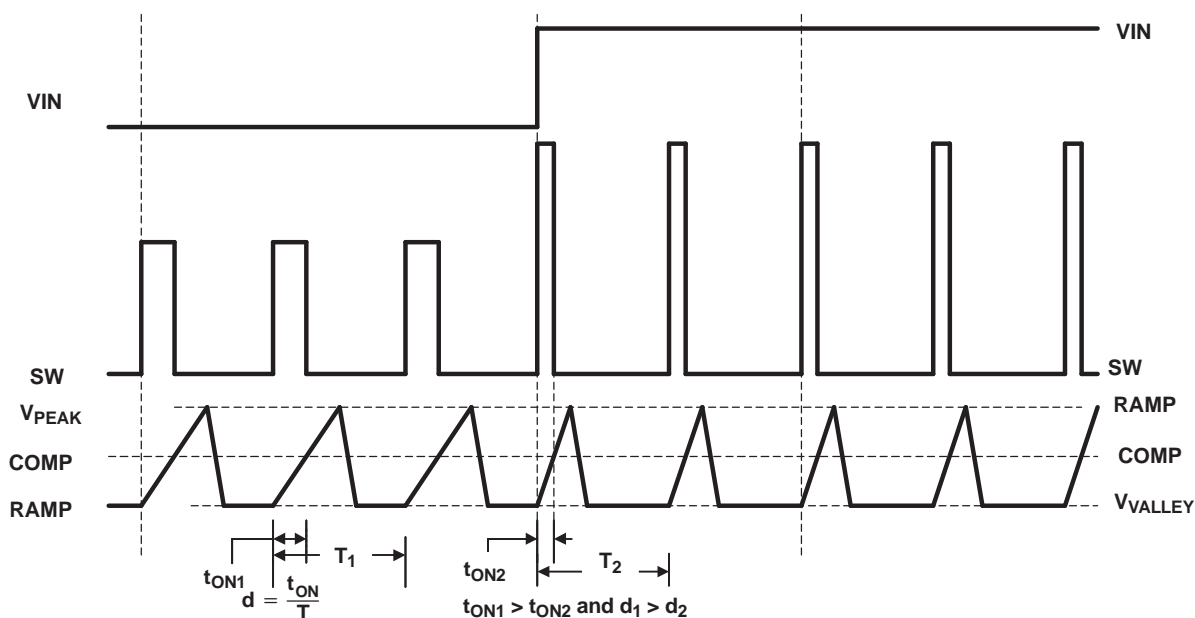 VIN
VIN
SW
SW
VPEAK
RAMP
COMP
COMP
RAMP
VVALLEY
tON1
T1
tON2
T2
d = tON/T
tON1 > tON2 and d1 > d2